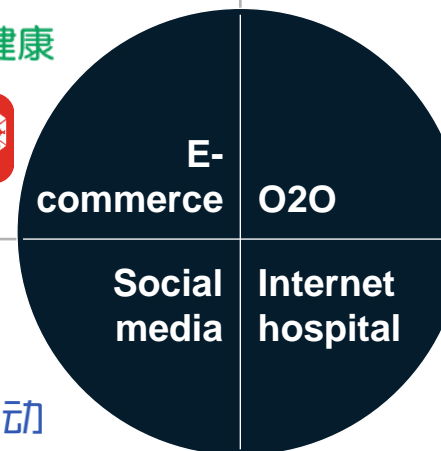 健康
E-
commerce
O2O
Social
media
Internet
hospital
动